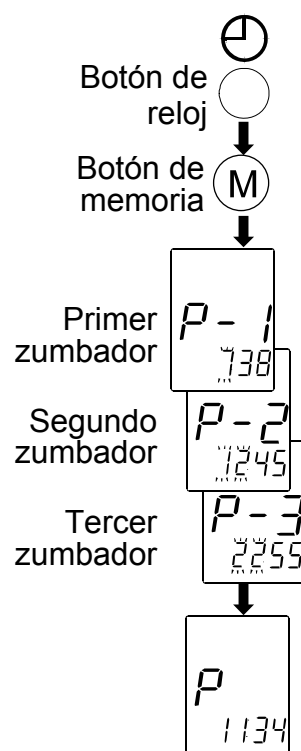 Botón de
reloj
Botón de
memoria
M
Primer
zumbador
P-1
738
Segundo
zumbador
P-2
1245
Tercer
zumbador
P-3
2255
P
1134